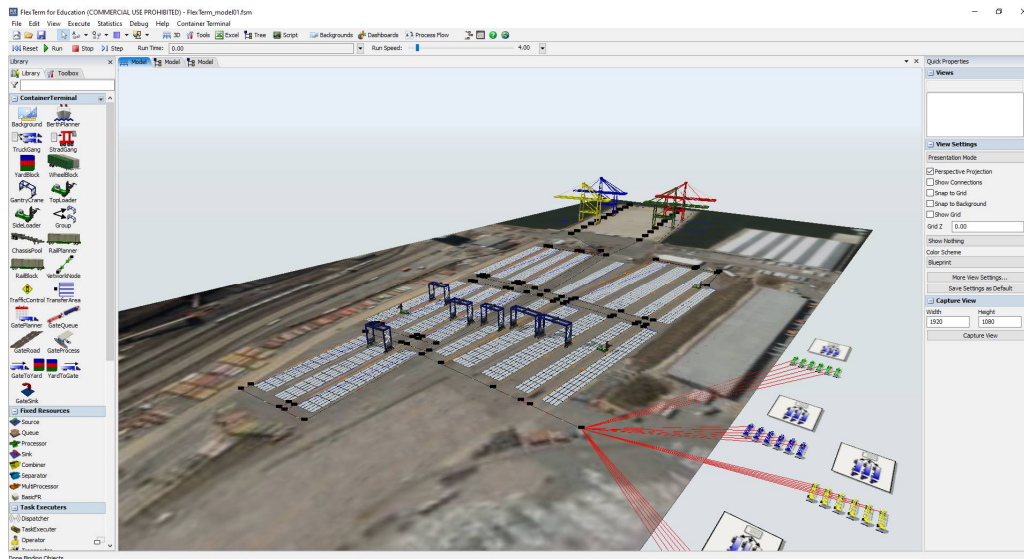 FlexTerm for Education (COMMERCIAL USE PROHIBITED) - FlexTerm_model01.fsm
File Edit View Execute Statistics Debug Help Container Terminal
3D Tools Excel Tree Script Backgrounds Dashboards Process Flow
Reset Run Stop Step Run Time: 0.00 Run Speed: 4.00
Library
Library Toolbox
ContainerTerminal
Background BerthPlanner
TruckGang StradGang
YardBlock WheelBlock
GantryCrane TopLoader
SideLoader Group
ChassisPool RailPlanner
RailBlock NetworkNode
TrafficControl TransferArea
GatePlanner GateQueue
GateRoad GateProcess
GateToYard YardToGate
GateSink
Fixed Resources
Source
Queue
Processor
Sink
Combiner
Separator
MultiProcessor
BasicFR
Task Executers
Dispatcher
TaskExecuter
Operator
Done Binding Objects
Model Model Model
Quick Properties
Views
View Settings
Presentation Mode
Perspective Projection
Show Connections
Snap to Grid
Snap to Background
Show Grid
Grid Z 0.00
Show Nothing
Color Scheme
Blueprint
More View Settings...
Save Settings as Default
Capture View
Width Height
1920 1080
Capture View